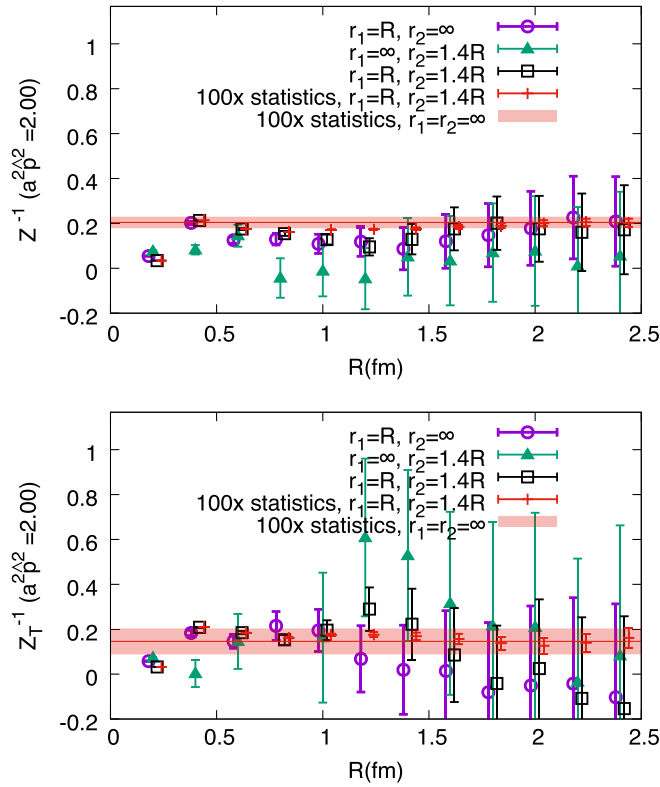 Z⁻¹ (a²p̂²=2.00)
1
0.8
0.6
0.4
0.2
0
-0.2
r₁=R, r₂=∞
r₁=∞, r₂=1.4R
r₁=R, r₂=1.4R
100x statistics, r₁=R, r₂=1.4R
100x statistics, r₁=r₂=∞
0 0.5 1 1.5 2 2.5
R(fm)
Z_T⁻¹ (a²p̂²=2.00)
1
0.8
0.6
0.4
0.2
0
-0.2
r₁=R, r₂=∞
r₁=∞, r₂=1.4R
r₁=R, r₂=1.4R
100x statistics, r₁=R, r₂=1.4R
100x statistics, r₁=r₂=∞
0 0.5 1 1.5 2 2.5
R(fm)